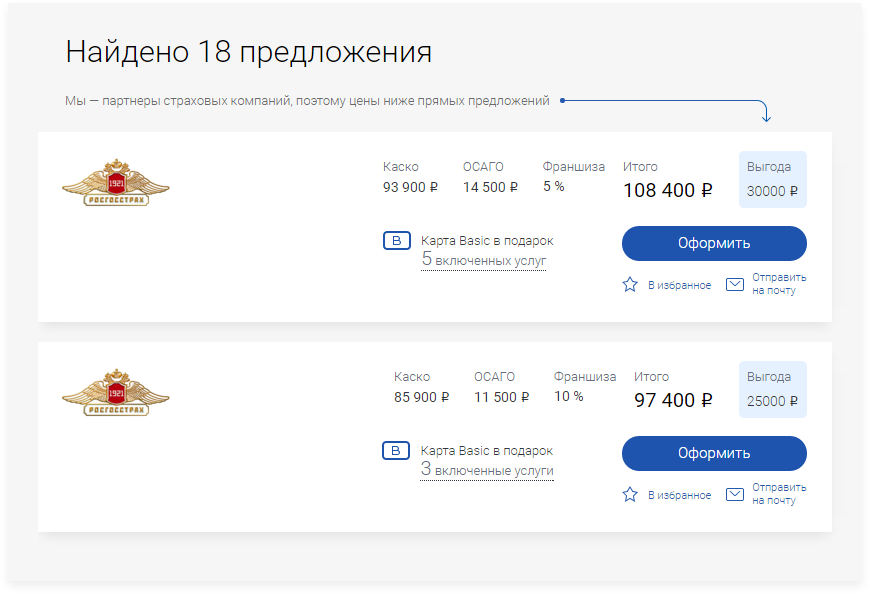 Найдено 18 предложения
Мы — партнеры страховых компаний, поэтому цены ниже прямых предложений
1921
РОСГОССТРАХ
Каско ОСАГО Франшиза Итого Выгода
93 900 ₽ 14 500 ₽ 5 % 108 400 ₽ 30000 ₽
B Карта Basic в подарок
5 включенных услуг
Оформить
В избранное
Отправить
на почту
1921
РОСГОССТРАХ
Каско ОСАГО Франшиза Итого Выгода
85 900 ₽ 11 500 ₽ 10 % 97 400 ₽ 25000 ₽
B Карта Basic в подарок
3 включенные услуги
Оформить
В избранное
Отправить
на почту